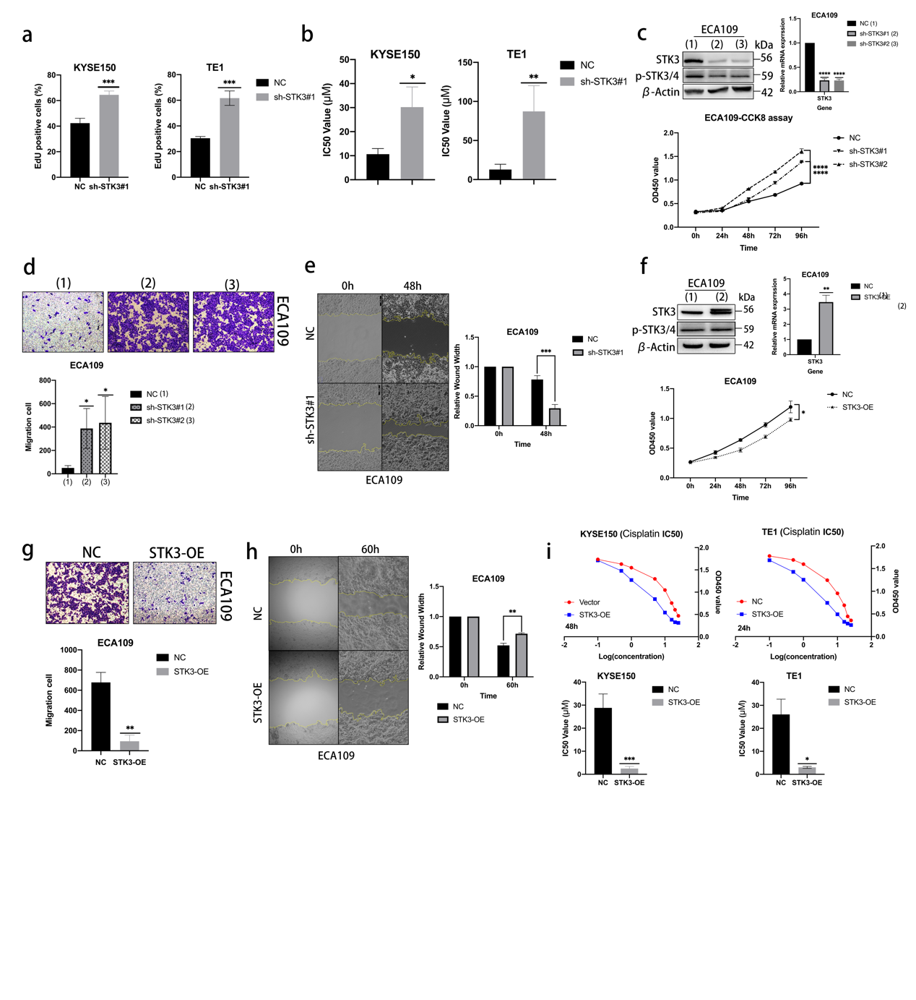 a
KYSE150
EdU positive cells (%)
80
60
40
20
0
***
NC sh-STK3#1
TE1
EdU positive cells (%)
80
60
40
20
0
***
NC sh-STK3#1
NC
sh-STK3#1
b
KYSE150
IC50 Value (μM)
50
40
30
20
10
0
*
TE1
IC50 Value (μM)
150
100
50
0
**
NC
sh-STK3#1
c
ECA109
(1) (2) (3) kDa
STK3 56
p-STK3/4 59
β-Actin 42
ECA109
Relative mRNA exprrssion
1.5
1.0
0.5
0.0
**** ****
STK3
Gene
NC (1)
sh-STK3#1 (2)
sh-STK3#2 (3)
ECA109-CCK8 assay
OD450 value
2.0
1.5
1.0
0.5
0.0
0h 24h 48h 72h 96h
Time
****
****
NC
sh-STK3#1
sh-STK3#2
d
(1) (2) (3)
ECA109
ECA109
Migration cell
800
600
400
200
0
* *
(1) (2) (3)
NC (1)
sh-STK3#1 (2)
sh-STK3#2 (3)
e
0h 48h
NC
sh-STK3#1
ECA109
ECA109
Relative Wound Width
1.5
1.0
0.5
0.0
***
0h 48h
Time
NC
sh-STK3#1
f
ECA109
(1) (2) kDa
STK3 56
p-STK3/4 59
β-Actin 42
ECA109
Relative mRNA exprrssion
5
4
3
2
1
0
**
STK3
Gene
NC (1)
STK3-OE
(2)
ECA109
OD450 value
1.5
1.0
0.5
0.0
0h 24h 48h 72h 96h
Time
*
NC
STK3-OE
g
NC STK3-OE
ECA109
ECA109
Migration cell
1000
800
600
400
200
0
**
NC STK3-OE
NC
STK3-OE
h
0h 60h
NC
STK3-OE
ECA109
ECA109
Relative Wound Width
1.5
1.0
0.5
0.0
**
0h 60h
Time
NC
STK3-OE
i
KYSE150 (Cisplatin IC50)
2.0
1.5
1.0
0.5
0.0
OD450 value
Vector
STK3-OE
48h
-2 -1 0 1 2
Log(concentration)
TE1 (Cisplatin IC50)
2.0
1.5
1.0
0.5
0.0
OD450 value
NC
STK3-OE
24h
-2 -1 0 1 2
Log(concentration)
KYSE150
IC50 Value (μM)
40
30
20
10
0
***
NC STK3-OE
NC
STK3-OE
TE1
IC50 Value (μM)
40
30
20
10
0
*
NC STK3-OE
NC
STK3-OE